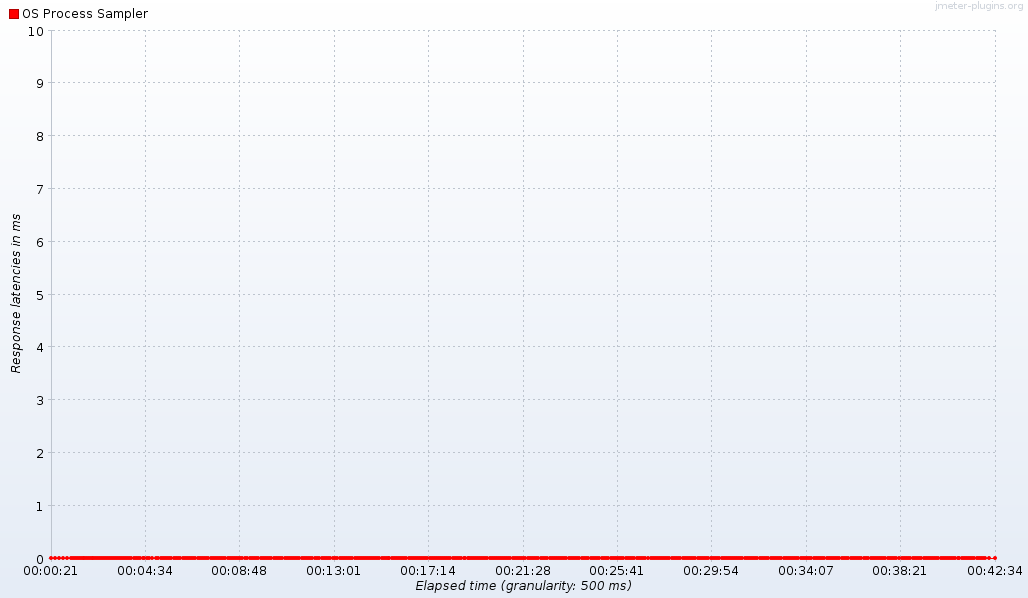 jmeter-plugins.org
OS Process Sampler
10
9
8
7
6
5
4
3
2
1
0
Response latencies in ms
00:00:21 00:04:34 00:08:48 00:13:01 00:17:14 00:21:28 00:25:41 00:29:54 00:34:07 00:38:21 00:42:34
Elapsed time (granularity: 500 ms)